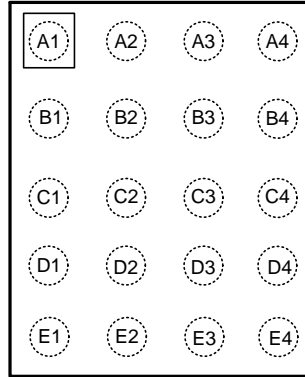 A1 A2 A3 A4
B1 B2 B3 B4
C1 C2 C3 C4
D1 D2 D3 D4
E1 E2 E3 E4